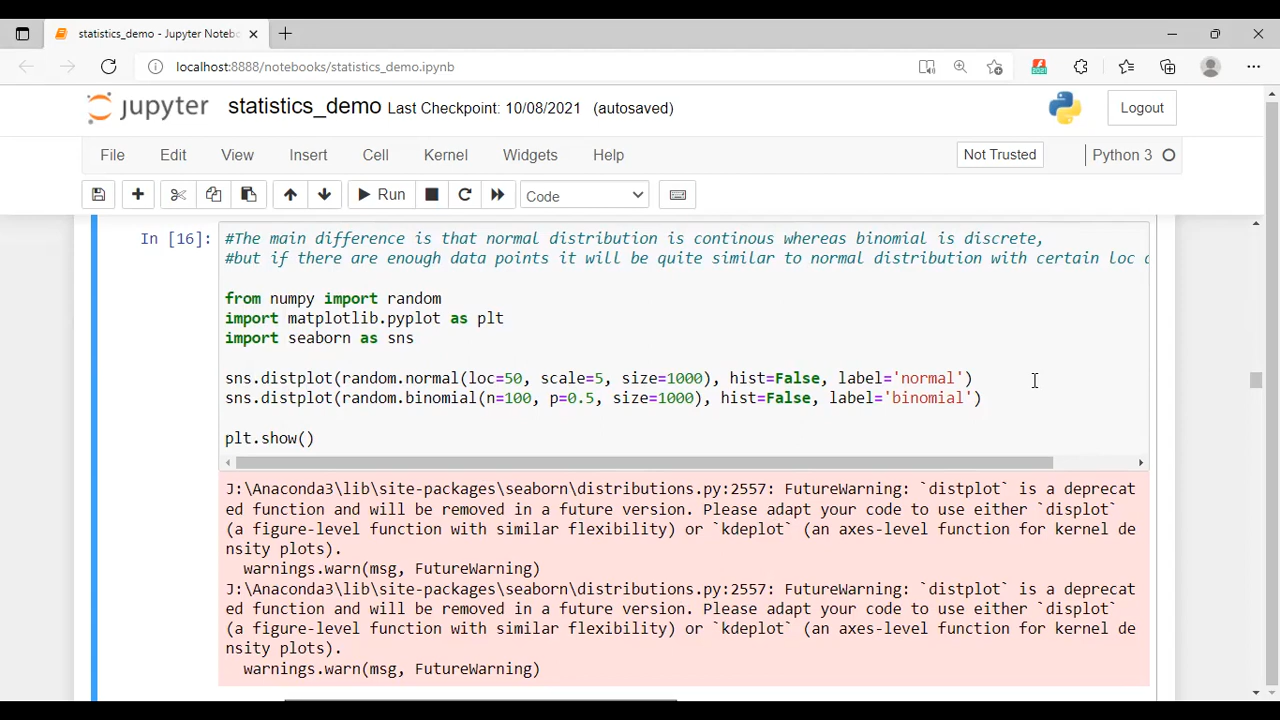 statistics_demo - Jupyter Notebo
localhost:8888/notebooks/statistics_demo.ipynb
jupyter statistics_demo Last Checkpoint: 10/08/2021 (autosaved) Logout
File Edit View Insert Cell Kernel Widgets Help Not Trusted Python 3
Run Code
In [16]: #The main difference is that normal distribution is continous whereas binomial is discrete,
#but if there are enough data points it will be quite similar to normal distribution with certain loc
from numpy import random
import matplotlib.pyplot as plt
import seaborn as sns
sns.distplot(random.normal(loc=50, scale=5, size=1000), hist=False, label='normal')
sns.distplot(random.binomial(n=100, p=0.5, size=1000), hist=False, label='binomial')
plt.show()
J:\Anaconda3\lib\site-packages\seaborn\distributions.py:2557: FutureWarning: `distplot` is a deprecat
ed function and will be removed in a future version. Please adapt your code to use either `displot`
(a figure-level function with similar flexibility) or `kdeplot` (an axes-level function for kernel de
nsity plots).
warnings.warn(msg, FutureWarning)
J:\Anaconda3\lib\site-packages\seaborn\distributions.py:2557: FutureWarning: `distplot` is a deprecat
ed function and will be removed in a future version. Please adapt your code to use either `displot`
(a figure-level function with similar flexibility) or `kdeplot` (an axes-level function for kernel de
nsity plots).
warnings.warn(msg, FutureWarning)